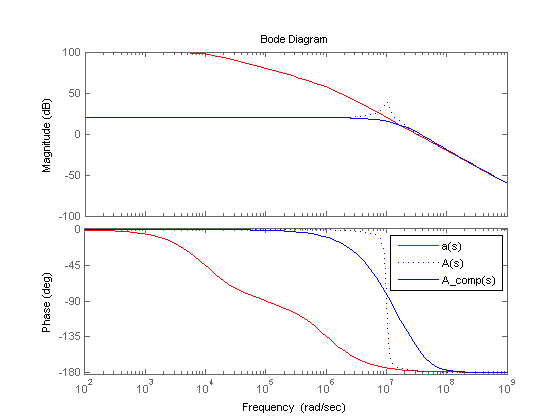 Bode Diagram
Magnitude (dB)
100
50
0
-50
-100
Phase (deg)
0
-45
-90
-135
-180
a(s)
A(s)
A_comp(s)
10^2 10^3 10^4 10^5 10^6 10^7 10^8 10^9
Frequency (rad/sec)